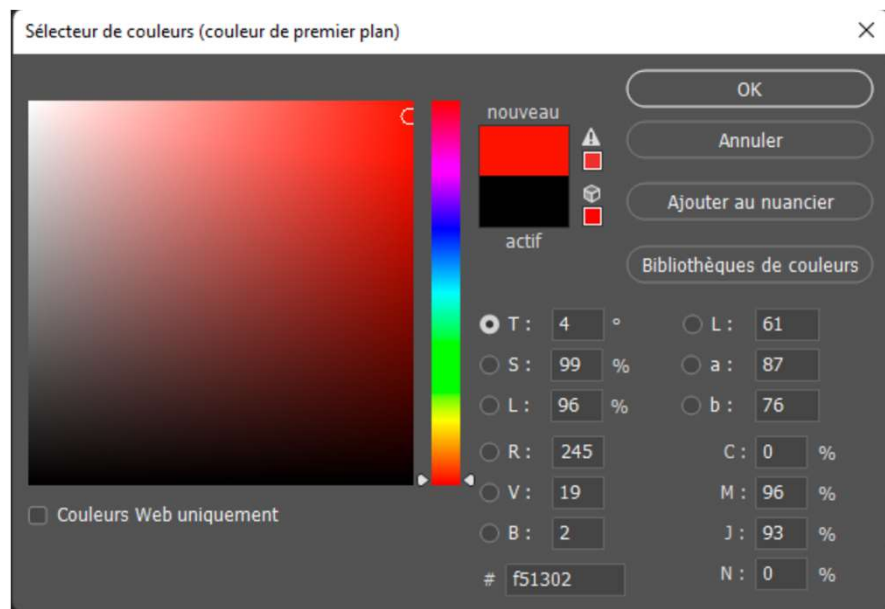 Sélecteur de couleurs (couleur de premier plan)
nouveau
actif
OK
Annuler
Ajouter au nuancier
Bibliothèques de couleurs
T : 4 °
S : 99 %
L : 96 %
R : 245
V : 19
B : 2
# f51302
L : 61
a : 87
b : 76
C : 0 %
M : 96 %
J : 93 %
N : 0 %
Couleurs Web uniquement